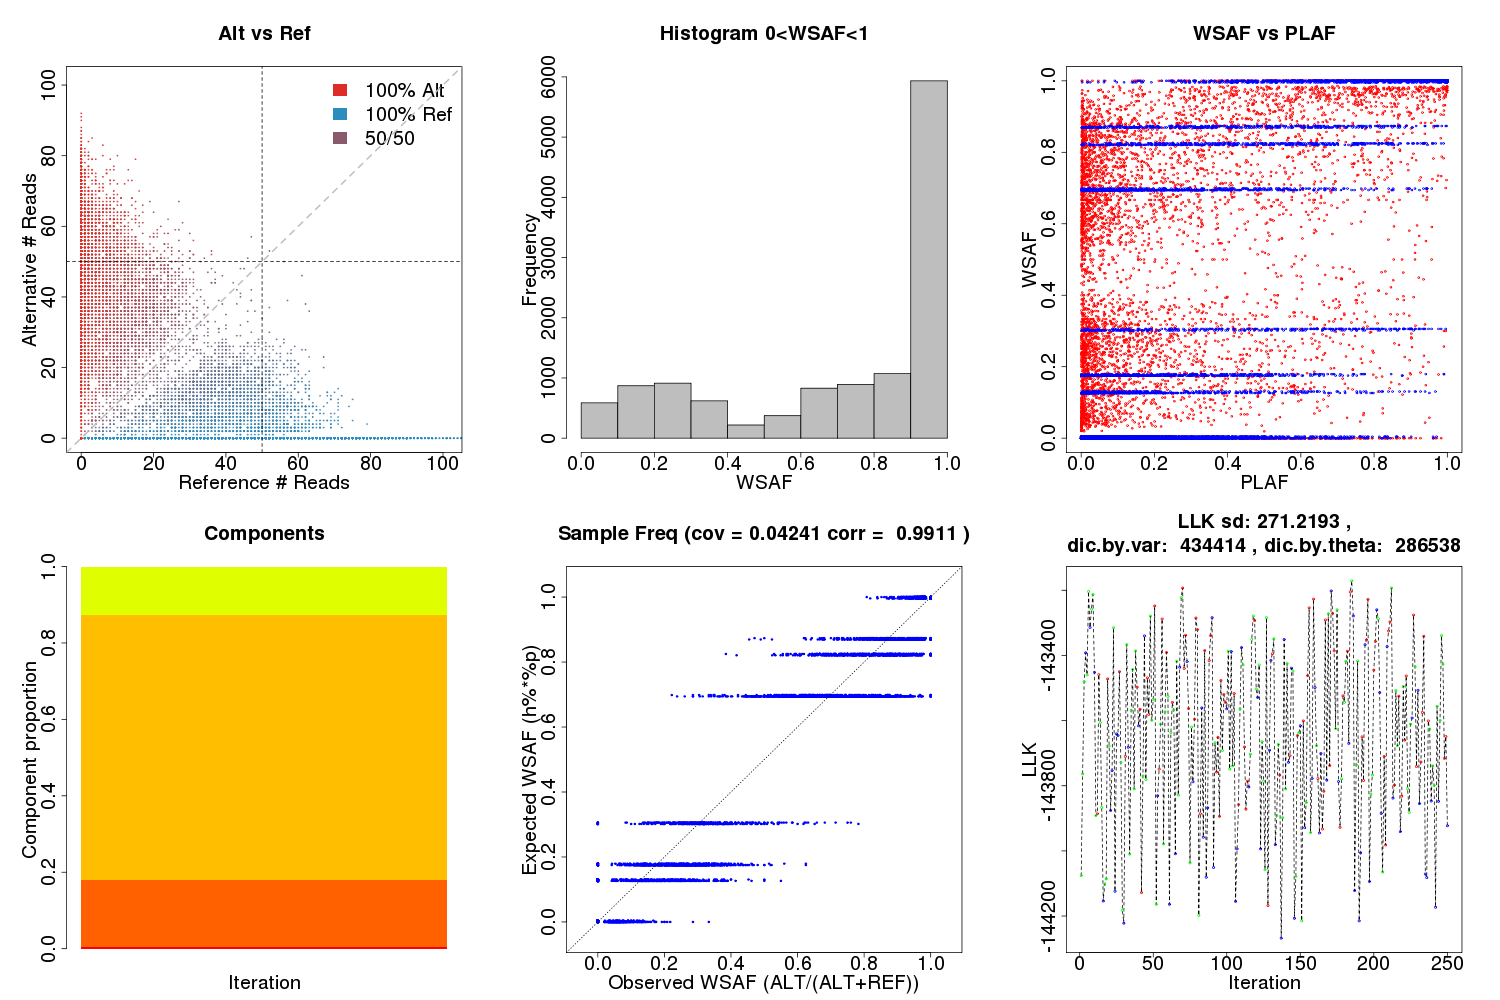 Alt vs Ref
100% Alt
100% Ref
50/50
Alternative # Reads
0 20 40 60 80 100
0 20 40 60 80 100
Reference # Reads
Histogram 0<WSAF<1
Frequency
0 1000 2000 3000 4000 5000 6000
0.0 0.2 0.4 0.6 0.8 1.0
WSAF
WSAF vs PLAF
WSAF
0.0 0.2 0.4 0.6 0.8 1.0
0.0 0.2 0.4 0.6 0.8 1.0
PLAF
Components
Component proportion
0.0 0.2 0.4 0.6 0.8 1.0
Iteration
Sample Freq (cov = 0.04241 corr = 0.9911 )
Expected WSAF (h%*%p)
0.0 0.2 0.4 0.6 0.8 1.0
0.0 0.2 0.4 0.6 0.8 1.0
Observed WSAF (ALT/(ALT+REF))
LLK sd: 271.2193 ,
dic.by.var: 434414 , dic.by.theta: 286538
LLK
-144200 -143800 -143400
0 50 100 150 200 250
Iteration